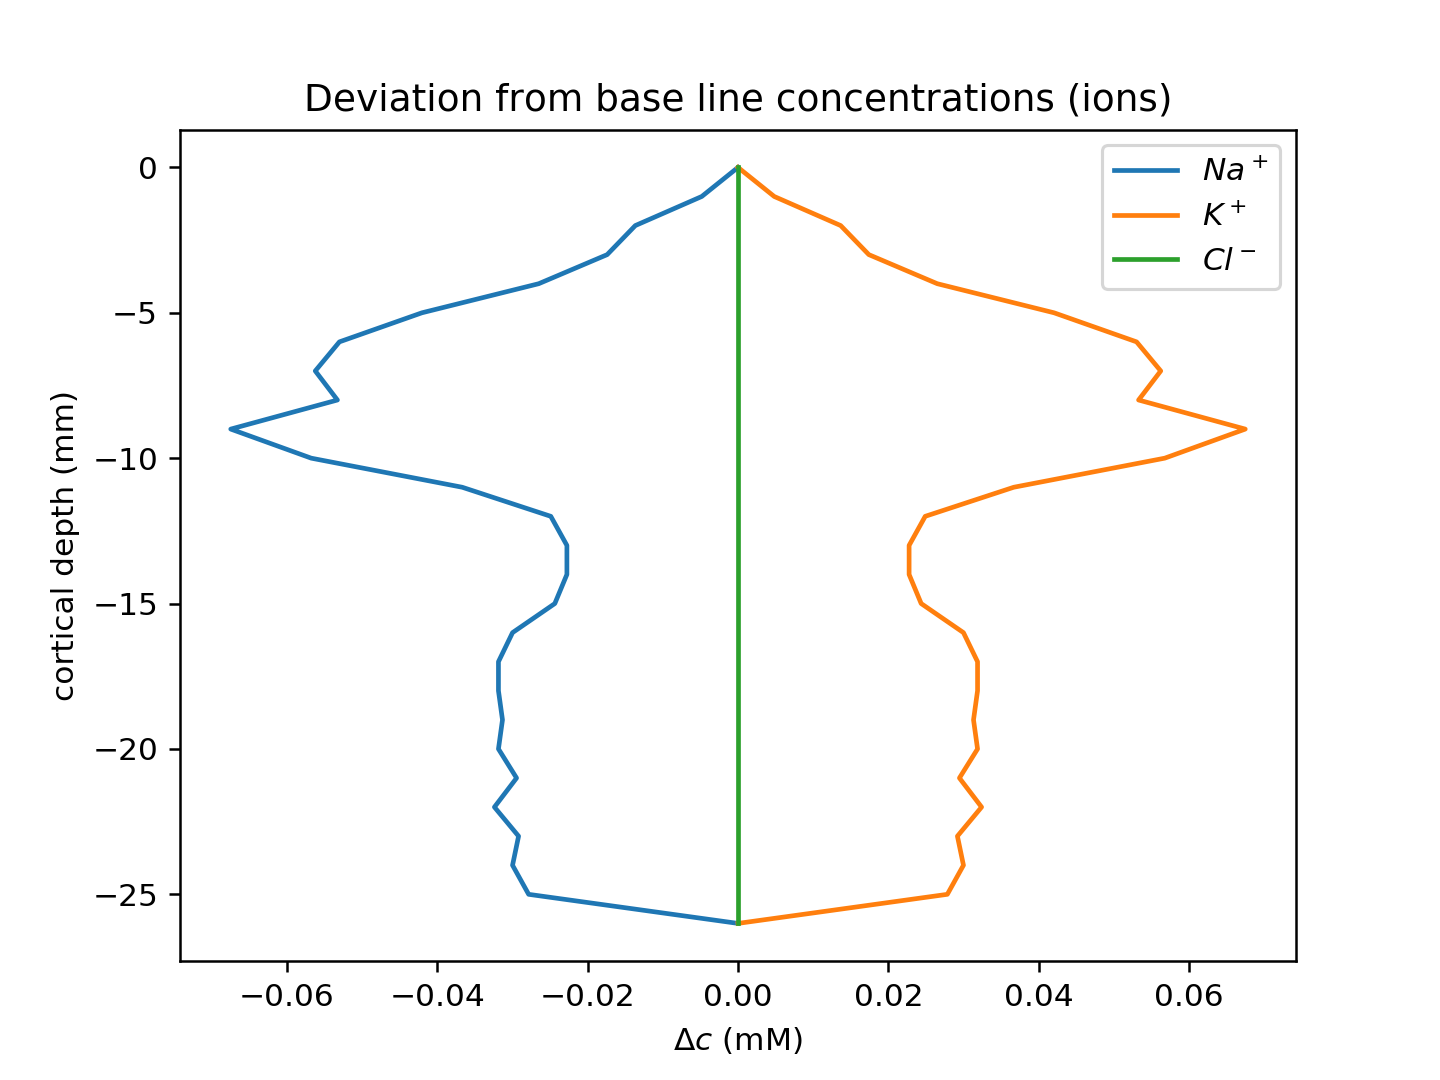 Deviation from base line concentrations (ions)
Na⁺
K⁺
Cl⁻
0
−5
−10
−15
−20
−25
cortical depth (mm)
−0.06 −0.04 −0.02 0.00 0.02 0.04 0.06
Δc (mM)